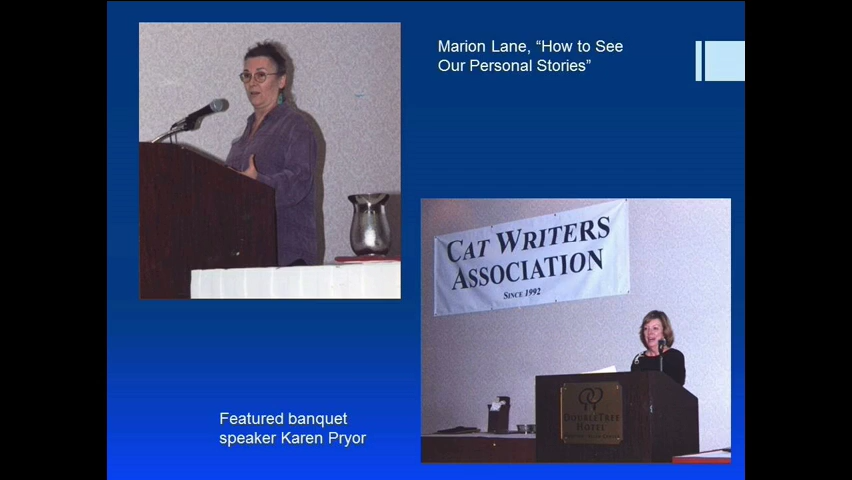 Marion Lane, “How to See
Our Personal Stories”
CAT WRITERS
ASSOCIATION
SINCE 1992
DOUBLETREE
HOTEL
Featured banquet
speaker Karen Pryor